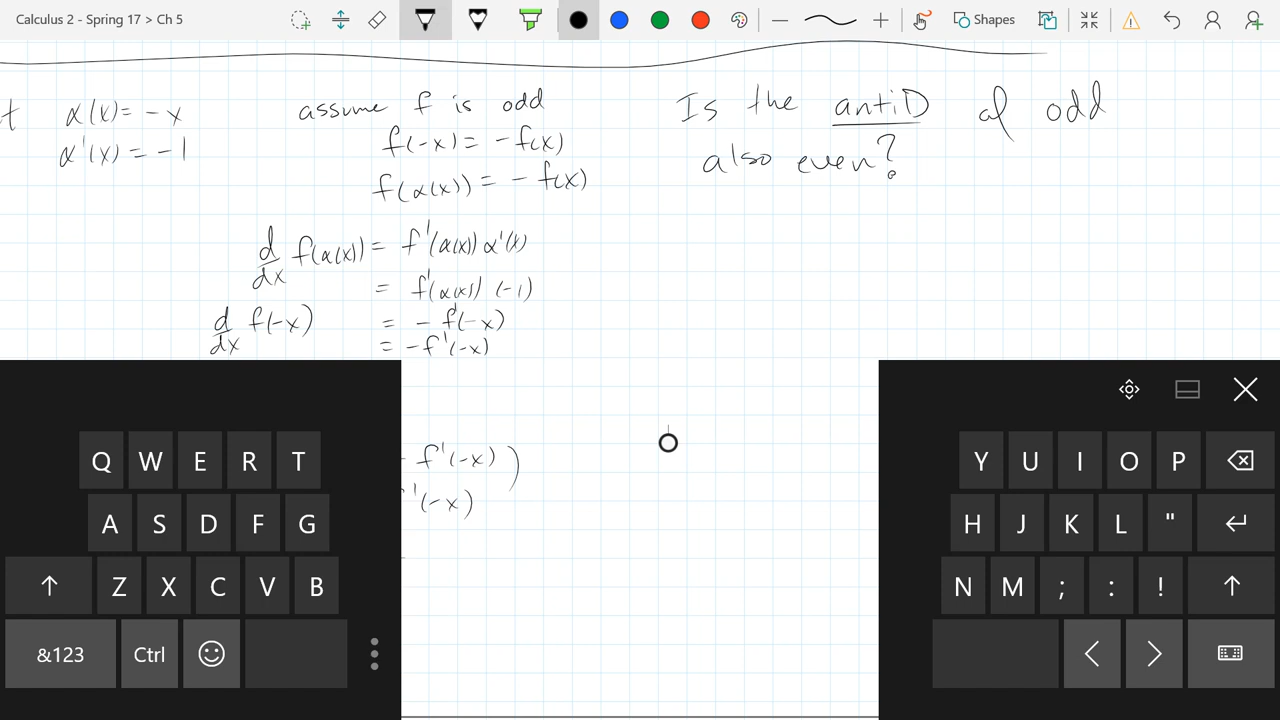 Calculus 2 - Spring 17 > Ch 5
Shapes
t α(x) = -x
α'(x) = -1
assume f is odd
f(-x) = -f(x)
f(α(x)) = - f(x)
d/dx f(α(x)) = f'(α(x)) α'(x)
= f'(α(x)) (-1)
d/dx f(-x) = - f'(-x)
= -f'(-x)
- f'(-x) )
'(-x)
Is the antiD of odd
also even?
Q W E R T
A S D F G
Z X C V B
&123 Ctrl
Y U I O P
H J K L "
N M ; : !